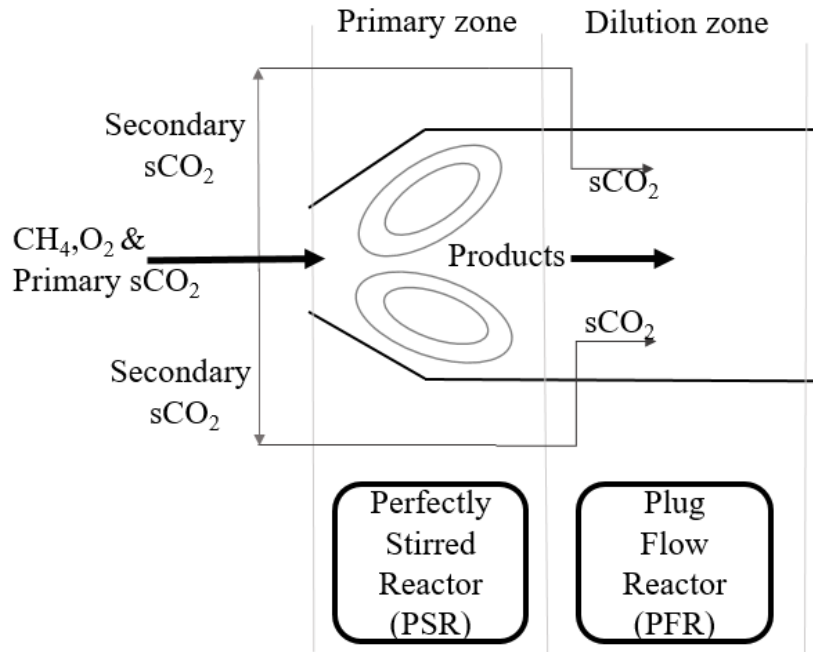 Primary zone
Dilution zone
Secondary
sCO₂
sCO₂
CH₄,O₂ &
Primary sCO₂
Products
sCO₂
Secondary
sCO₂
Perfectly
Stirred
Reactor
(PSR)
Plug
Flow
Reactor
(PFR)